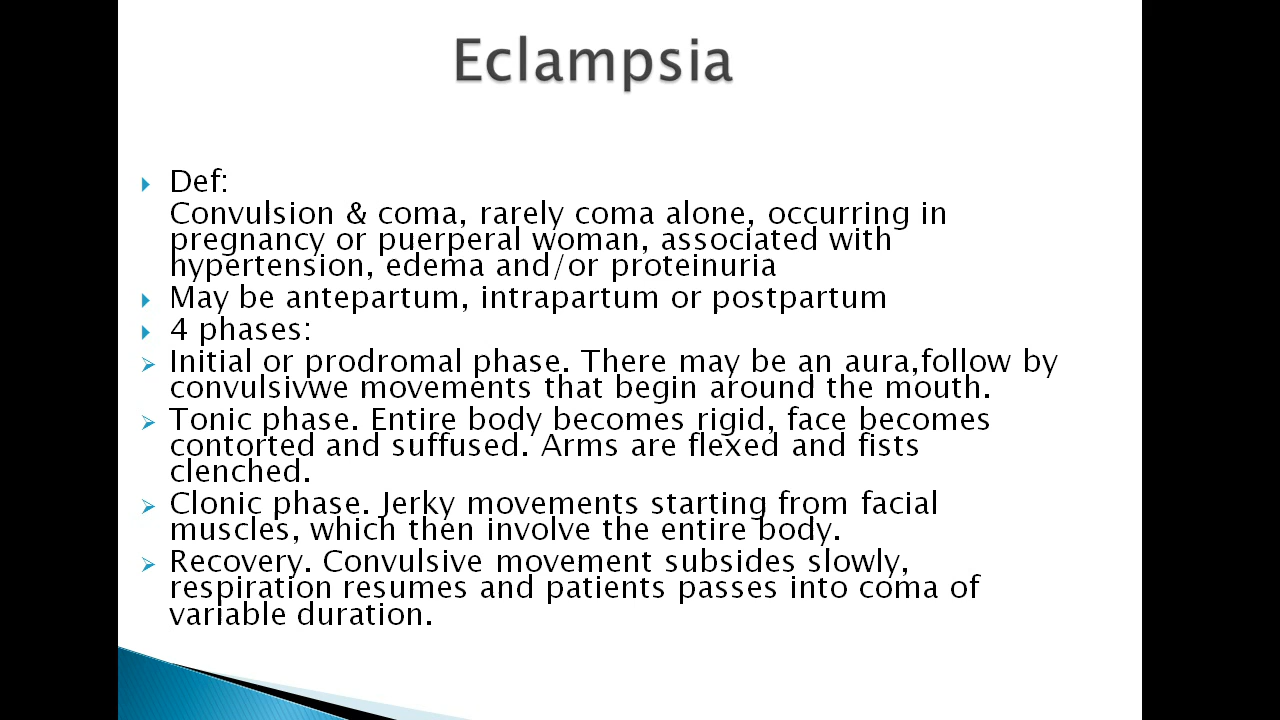 Eclampsia
Def:
Convulsion & coma, rarely coma alone, occurring in
pregnancy or puerperal woman, associated with
hypertension, edema and/or proteinuria
May be antepartum, intrapartum or postpartum
4 phases:
Initial or prodromal phase. There may be an aura,follow by
convulsivwe movements that begin around the mouth.
Tonic phase. Entire body becomes rigid, face becomes
contorted and suffused. Arms are flexed and fists
clenched.
Clonic phase. Jerky movements starting from facial
muscles, which then involve the entire body.
Recovery. Convulsive movement subsides slowly,
respiration resumes and patients passes into coma of
variable duration.